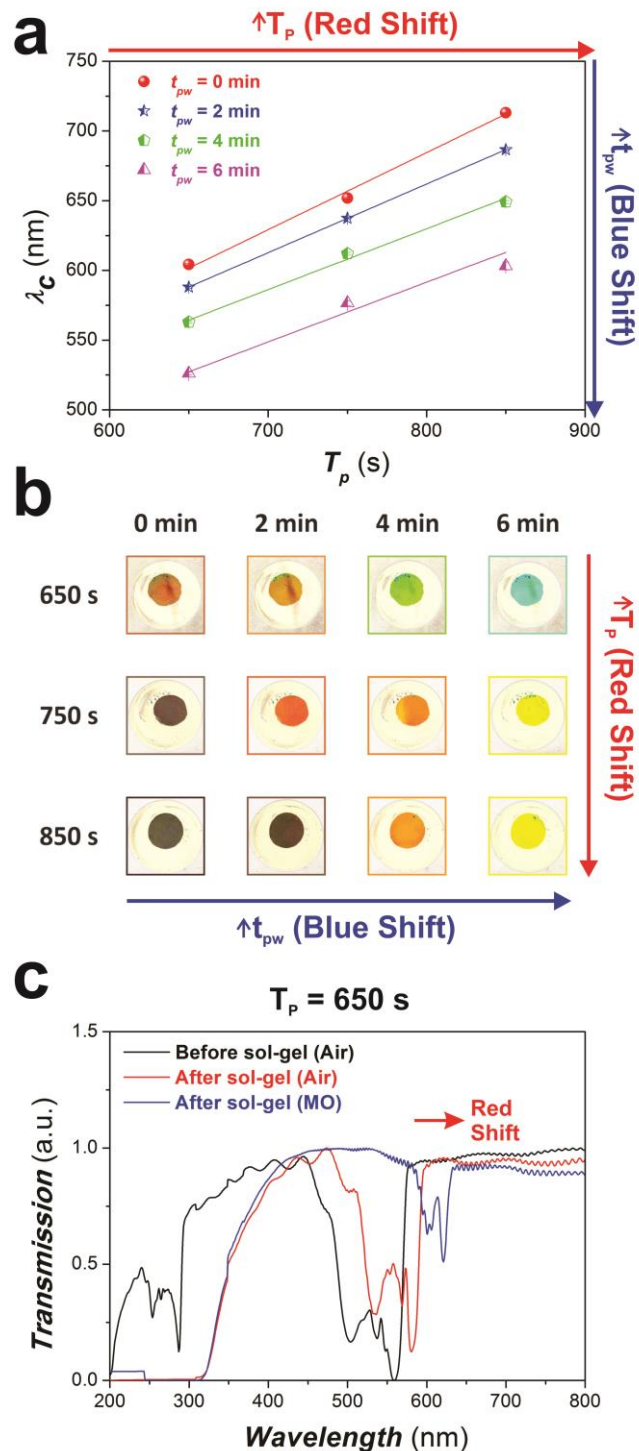 a
↑T_P (Red Shift)
750
700
650
600
550
500
λ_c (nm)
t_pw = 0 min
t_pw = 2 min
t_pw = 4 min
t_pw = 6 min
↑t_pw (Blue Shift)
600 700 800 900
T_p (s)
b
0 min 2 min 4 min 6 min
650 s
750 s
850 s
↑T_P (Red Shift)
↑t_pw (Blue Shift)
c
T_P = 650 s
1.5
1.0
0.5
0.0
Transmission (a.u.)
Before sol-gel (Air)
After sol-gel (Air)
After sol-gel (MO)
Red
Shift
200 300 400 500 600 700 800
Wavelength (nm)